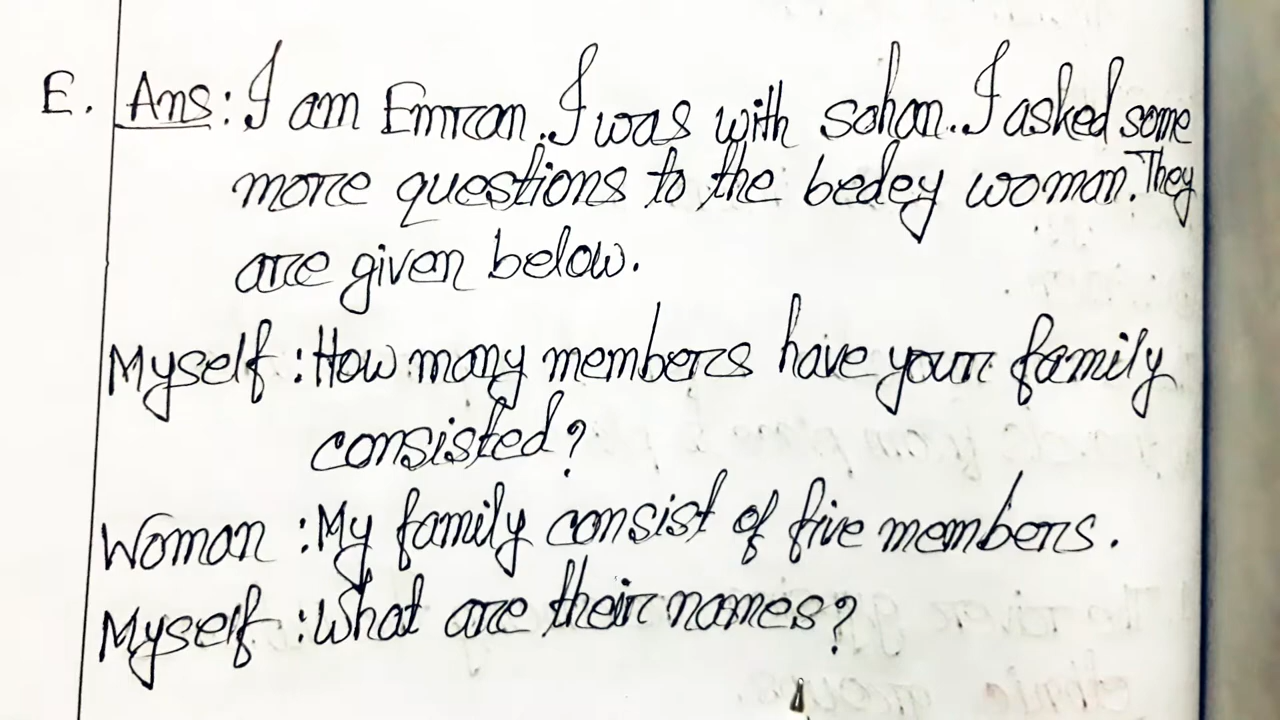 E. Ans: I am Emran. I was with sohan. I asked some
more questions to the bedey woman. They
are given below.
Myself : How many members have your family
consisted?
Woman : My family consist of five members.
Myself : What are their names?